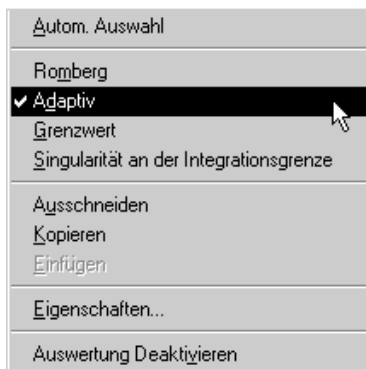 Autom. Auswahl
Romberg
Adaptiv
Grenzwert
Singularität an der Integrationsgrenze
Ausschneiden
Kopieren
Einfügen
Eigenschaften...
Auswertung Deaktivieren